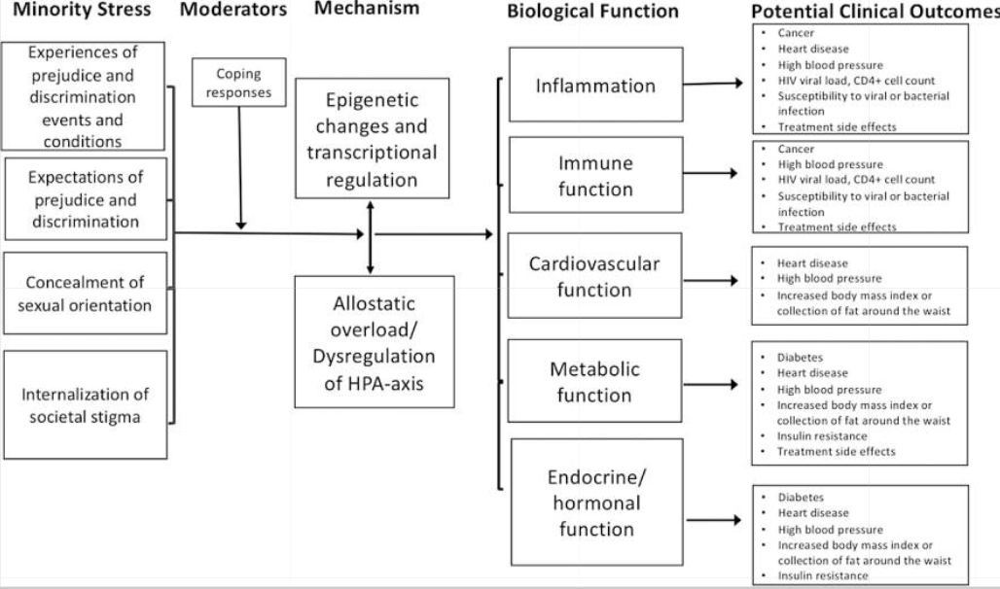 Minority Stress
Moderators
Mechanism
Biological Function
Potential Clinical Outcomes
Experiences of
prejudice and
discrimination
events and
conditions
Expectations of
prejudice and
discrimination
Concealment of
sexual orientation
Internalization of
societal stigma
Coping
responses
Epigenetic
changes and
transcriptional
regulation
Allostatic
overload/
Dysregulation
of HPA-axis
Inflammation
Immune
function
Cardiovascular
function
Metabolic
function
Endocrine/
hormonal
function
• Cancer
• Heart disease
• High blood pressure
• HIV viral load, CD4+ cell count
• Susceptibility to viral or bacterial
infection
• Treatment side effects
• Cancer
• High blood pressure
• HIV viral load, CD4+ cell count
• Susceptibility to viral or bacterial
infection
• Treatment side effects
• Heart disease
• High blood pressure
• Increased body mass index or
collection of fat around the waist
• Diabetes
• Heart disease
• High blood pressure
• Increased body mass index or
collection of fat around the waist
• Insulin resistance
• Treatment side effects
• Diabetes
• Heart disease
• High blood pressure
• Increased body mass index or
collection of fat around the waist
• Insulin resistance